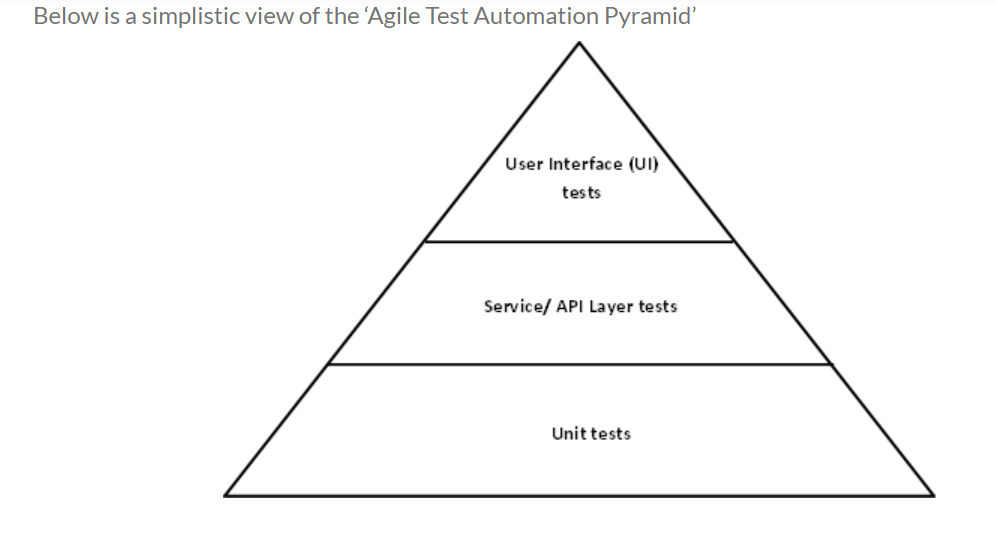 Below is a simplistic view of the ‘Agile Test Automation Pyramid’
User Interface (UI)
tests
Service/ API Layer tests
Unit tests